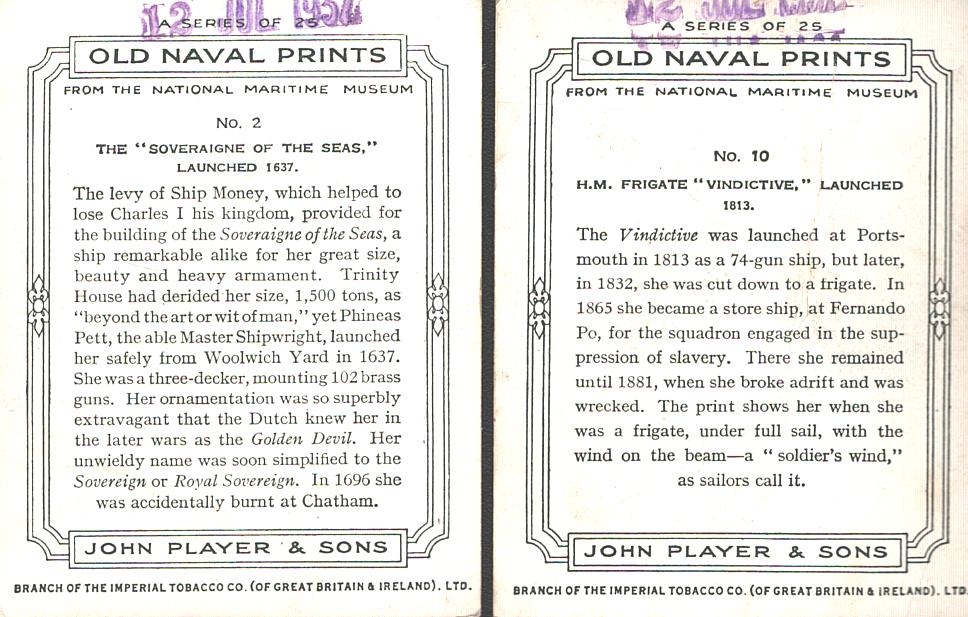 12 JUL 1957
A SERIES OF 25
OLD NAVAL PRINTS
FROM THE NATIONAL MARITIME MUSEUM
No. 2
THE "SOVERAIGNE OF THE SEAS,"
LAUNCHED 1637.
The levy of Ship Money, which helped to
lose Charles I his kingdom, provided for
the building of the Soveraigne of the Seas, a
ship remarkable alike for her great size,
beauty and heavy armament. Trinity
House had derided her size, 1,500 tons, as
"beyond the art or wit of man," yet Phineas
Pett, the able Master Shipwright, launched
her safely from Woolwich Yard in 1637.
She was a three-decker, mounting 102 brass
guns. Her ornamentation was so superbly
extravagant that the Dutch knew her in
the later wars as the Golden Devil. Her
unwieldy name was soon simplified to the
Sovereign or Royal Sovereign. In 1696 she
was accidentally burnt at Chatham.
JOHN PLAYER & SONS
BRANCH OF THE IMPERIAL TOBACCO CO. (OF GREAT BRITAIN & IRELAND), LTD.
12 JUL
A SERIES OF 25
OLD NAVAL PRINTS
FROM THE NATIONAL MARITIME MUSEUM
No. 10
H.M. FRIGATE "VINDICTIVE," LAUNCHED
1813.
The Vindictive was launched at Ports-
mouth in 1813 as a 74-gun ship, but later,
in 1832, she was cut down to a frigate. In
1865 she became a store ship, at Fernando
Po, for the squadron engaged in the sup-
pression of slavery. There she remained
until 1881, when she broke adrift and was
wrecked. The print shows her when she
was a frigate, under full sail, with the
wind on the beam—a "soldier's wind,"
as sailors call it.
JOHN PLAYER & SONS
BRANCH OF THE IMPERIAL TOBACCO CO. (OF GREAT BRITAIN & IRELAND), LTD.